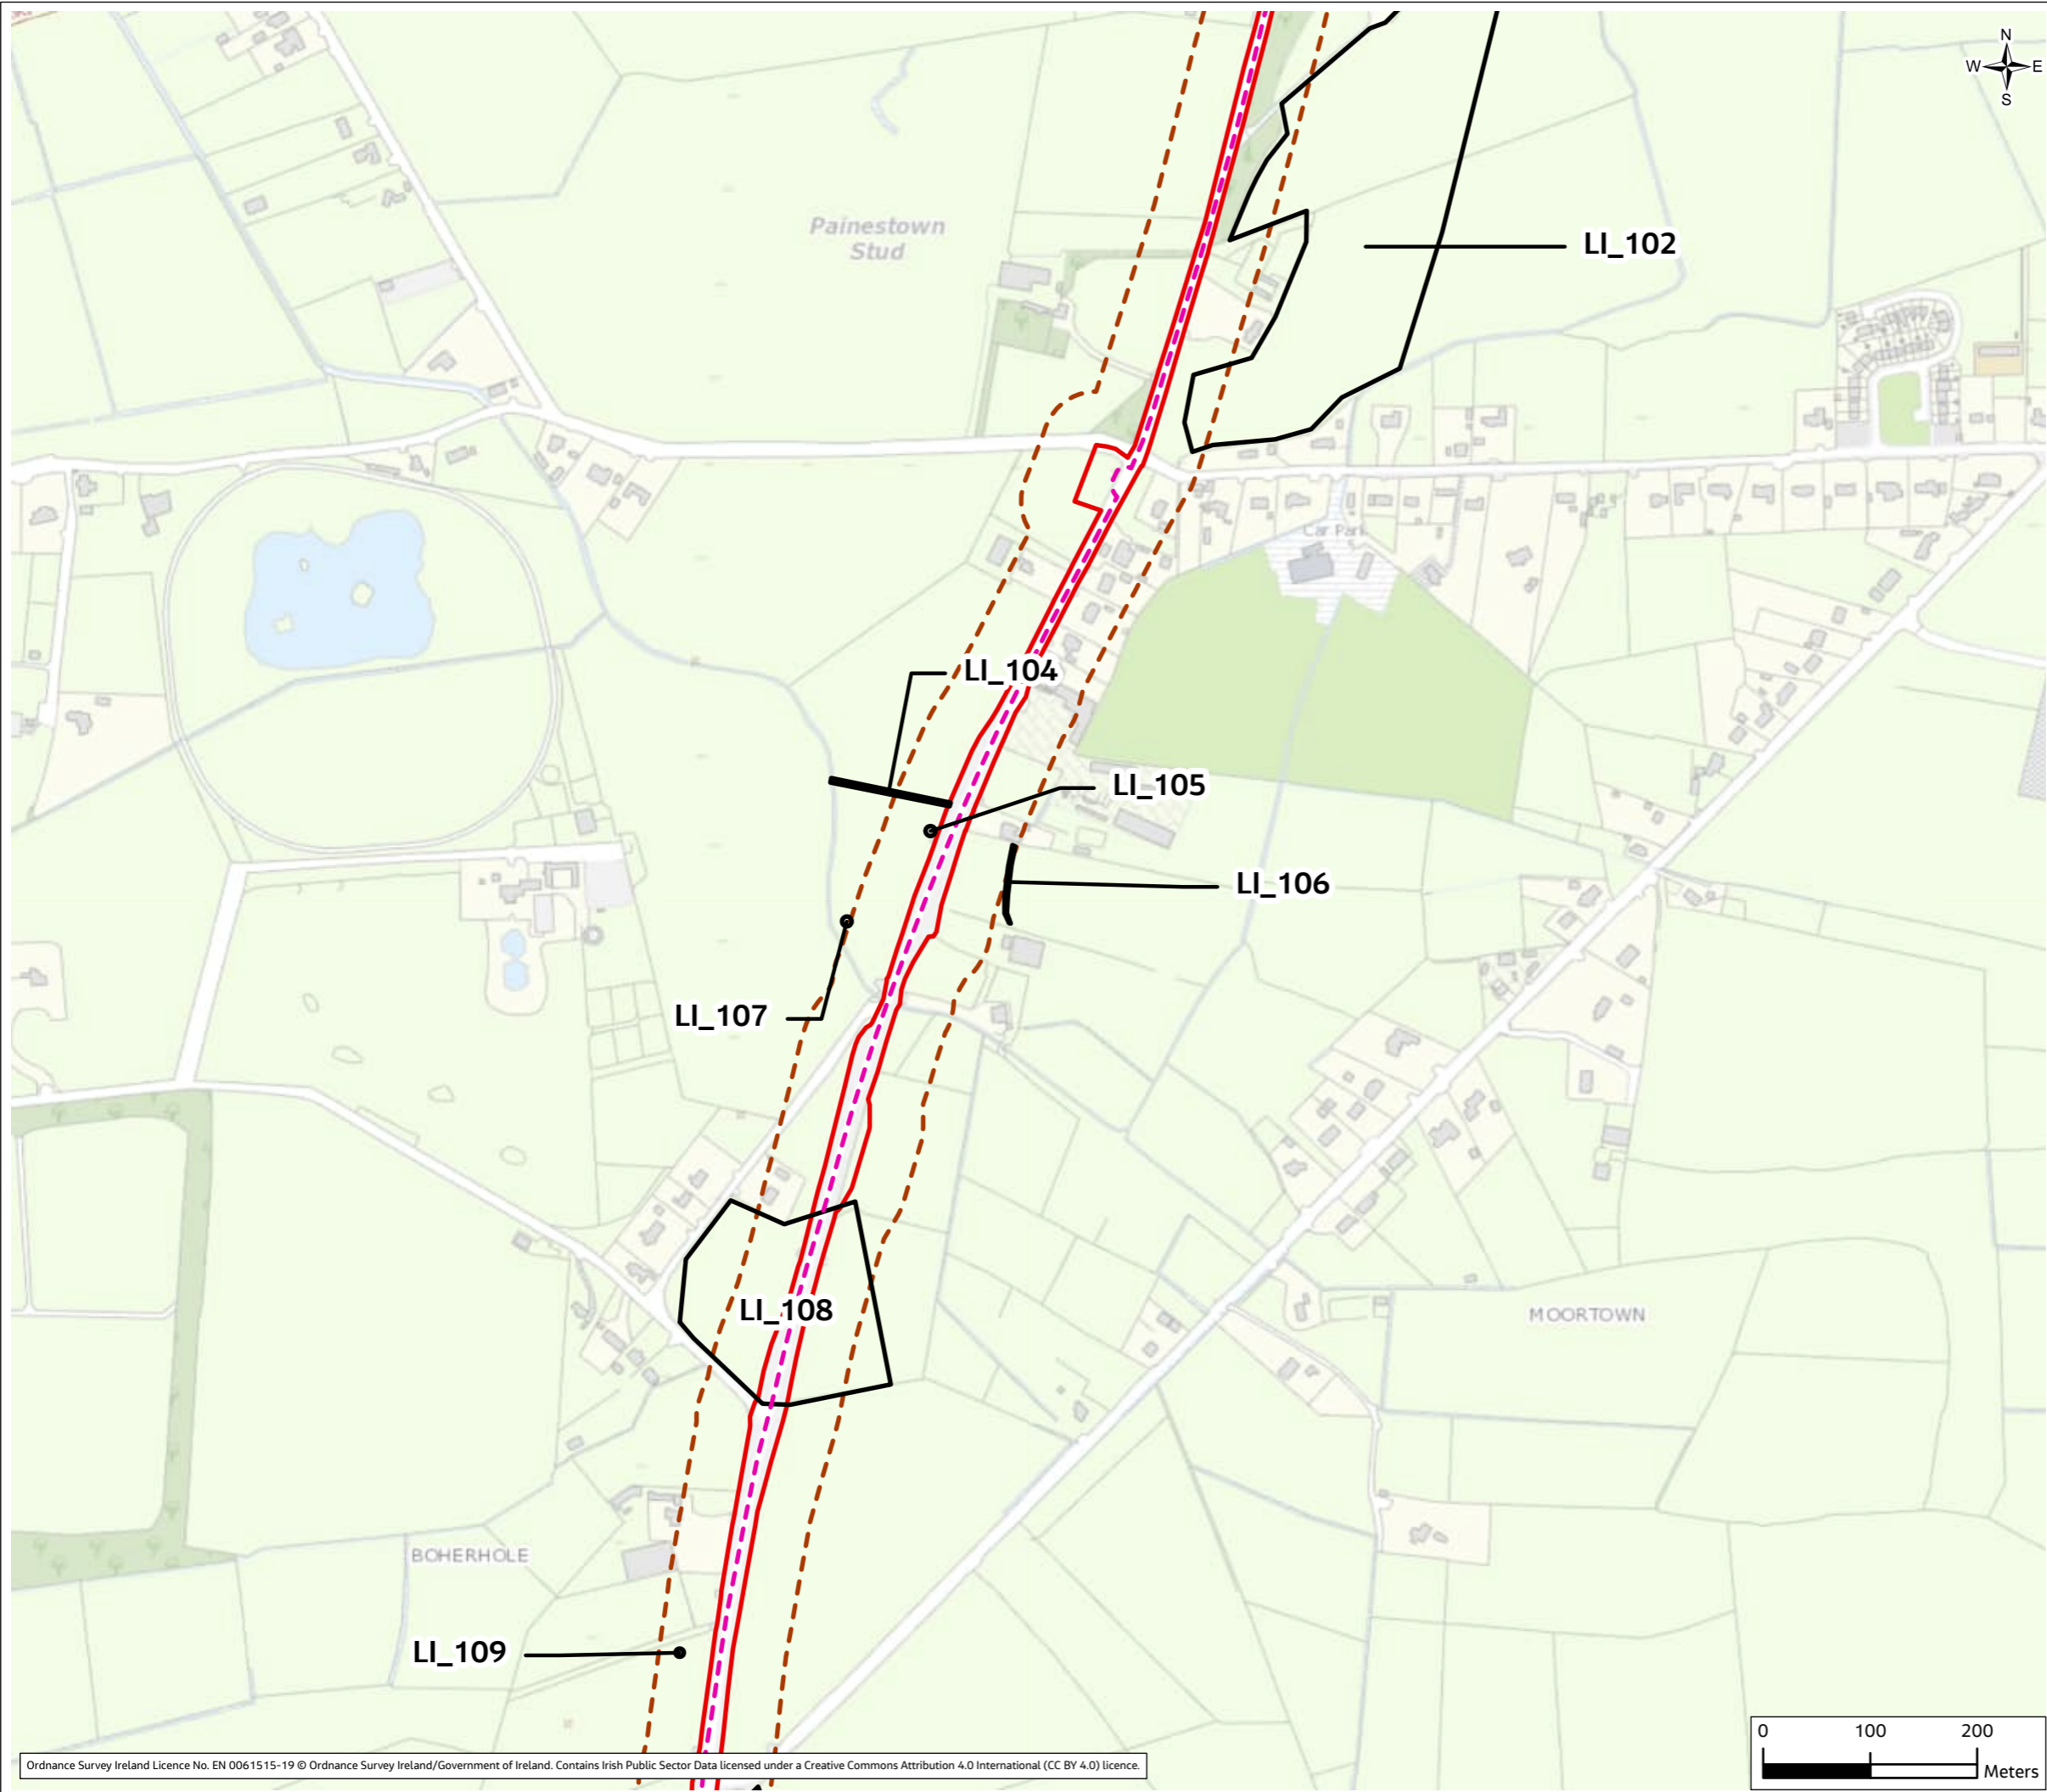 N
W E
S
Painestown
Stud
LI_102
Car Park
LI_104
LI_105
LI_106
LI_107
LI_108
MOORTOWN
BOHERHOLE
LI_109
0 100 200
Meters
Ordnance Survey Ireland Licence No. EN 0061515-19 © Ordnance Survey Ireland/Government of Ireland. Contains Irish Public Sector Data licensed under a Creative Commons Attribution 4.0 International (CC BY 4.0) licence.